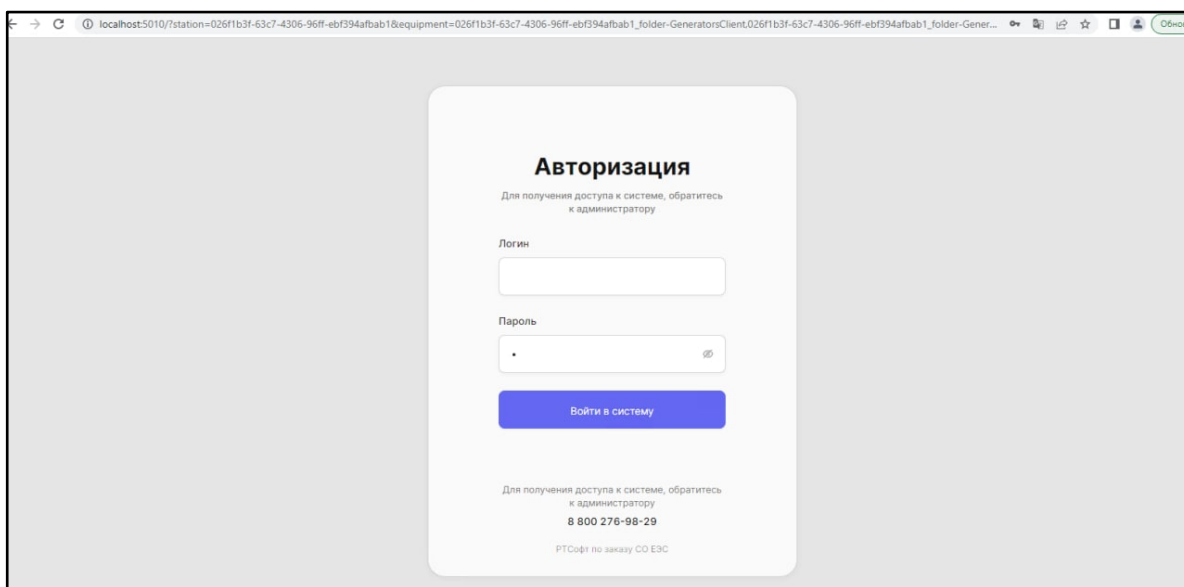 localhost:5010/?station=026f1b3f-63c7-4306-96ff-ebf394afbab1&equipment=026f1b3f-63c7-4306-96ff-ebf394afbab1_folder-GeneratorsClient,026f1b3f-63c7-4306-96ff-ebf394afbab1_folder-Gener...
Авторизация
Для получения доступа к системе, обратитесь
к администратору
Логин
Пароль
Войти в систему
Для получения доступа к системе, обратитесь
к администратору
8 800 276-98-29
РТСофт по заказу СО ЕЭС